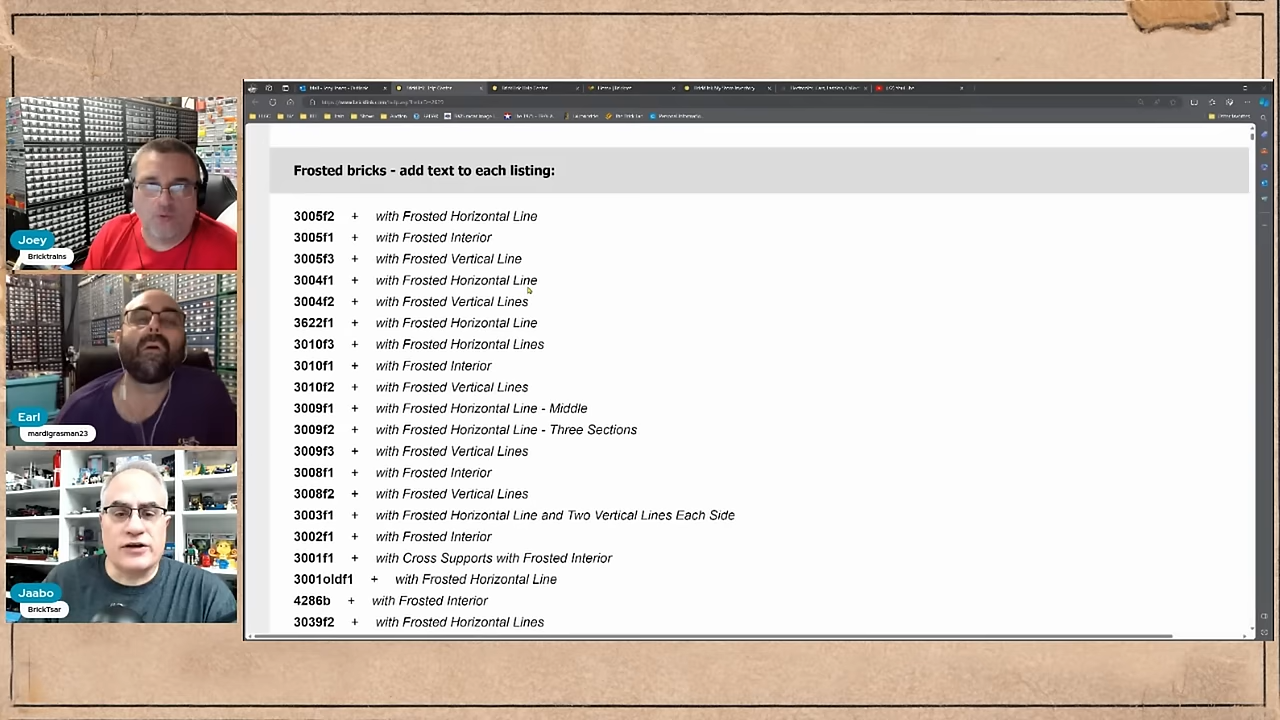 Joey
Bricktrains
Earl
mardigrasman23
Jaabo
BrickTsar
Frosted bricks - add text to each listing:
3005f2 + with Frosted Horizontal Line
3005f1 + with Frosted Interior
3005f3 + with Frosted Vertical Line
3004f1 + with Frosted Horizontal Line
3004f2 + with Frosted Vertical Lines
3622f1 + with Frosted Horizontal Line
3010f3 + with Frosted Horizontal Lines
3010f1 + with Frosted Interior
3010f2 + with Frosted Vertical Lines
3009f1 + with Frosted Horizontal Line - Middle
3009f2 + with Frosted Horizontal Line - Three Sections
3009f3 + with Frosted Vertical Lines
3008f1 + with Frosted Interior
3008f2 + with Frosted Vertical Lines
3003f1 + with Frosted Horizontal Line and Two Vertical Lines Each Side
3002f1 + with Frosted Interior
3001f1 + with Cross Supports with Frosted Interior
3001oldf1 + with Frosted Horizontal Line
4286b + with Frosted Interior
3039f2 + with Frosted Horizontal Lines